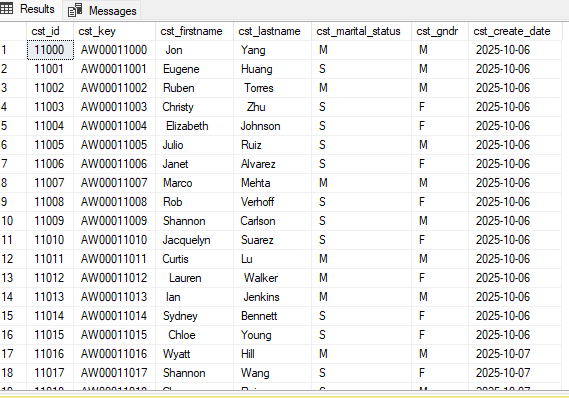 Results Messages
cst_id cst_key cst_firstname cst_lastname cst_marital_status cst_gndr cst_create_date
1 11000 AW00011000 Jon Yang M M 2025-10-06
2 11001 AW00011001 Eugene Huang S M 2025-10-06
3 11002 AW00011002 Ruben Torres M M 2025-10-06
4 11003 AW00011003 Christy Zhu S F 2025-10-06
5 11004 AW00011004 Elizabeth Johnson S F 2025-10-06
6 11005 AW00011005 Julio Ruiz S M 2025-10-06
7 11006 AW00011006 Janet Alvarez S F 2025-10-06
8 11007 AW00011007 Marco Mehta M M 2025-10-06
9 11008 AW00011008 Rob Verhoff S F 2025-10-06
10 11009 AW00011009 Shannon Carlson S M 2025-10-06
11 11010 AW00011010 Jacquelyn Suarez S F 2025-10-06
12 11011 AW00011011 Curtis Lu M M 2025-10-06
13 11012 AW00011012 Lauren Walker M F 2025-10-06
14 11013 AW00011013 Ian Jenkins M M 2025-10-06
15 11014 AW00011014 Sydney Bennett S F 2025-10-06
16 11015 AW00011015 Chloe Young S F 2025-10-06
17 11016 AW00011016 Wyatt Hill M M 2025-10-07
18 11017 AW00011017 Shannon Wang S F 2025-10-07